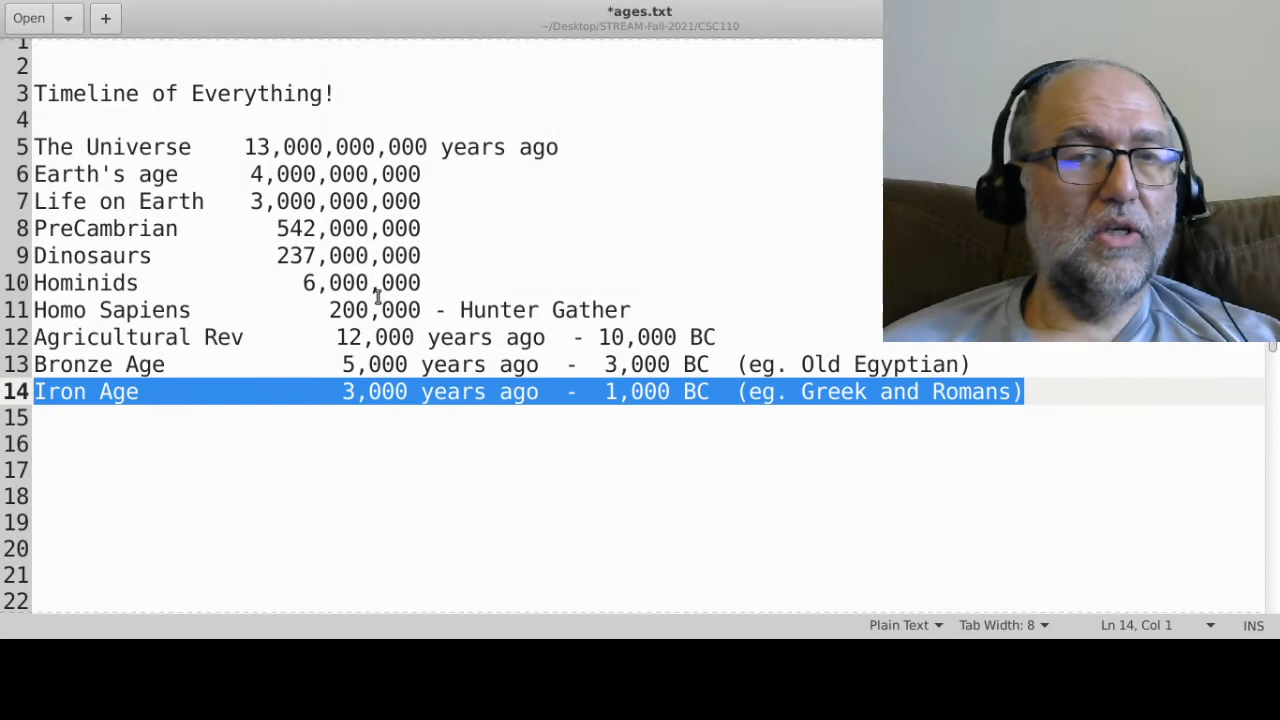 Open
*ages.txt
~/Desktop/STREAM-Fall-2021/CSC110
1
2
3 Timeline of Everything!
4
5 The Universe 13,000,000,000 years ago
6 Earth's age 4,000,000,000
7 Life on Earth 3,000,000,000
8 PreCambrian 542,000,000
9 Dinosaurs 237,000,000
10 Hominids 6,000,000
11 Homo Sapiens 200,000 - Hunter Gather
12 Agricultural Rev 12,000 years ago - 10,000 BC
13 Bronze Age 5,000 years ago - 3,000 BC (eg. Old Egyptian)
14 Iron Age 3,000 years ago - 1,000 BC (eg. Greek and Romans)
15
16
17
18
19
20
21
22
Plain Text Tab Width: 8 Ln 14, Col 1 INS